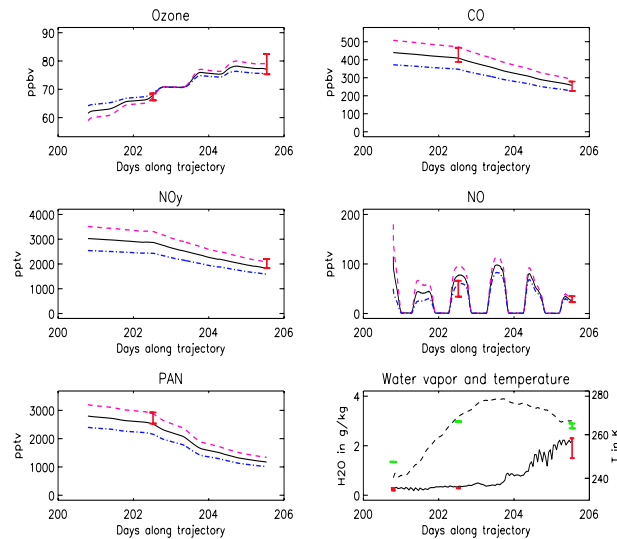 Ozone
CO
90
80
70
60
ppbv
500
400
300
200
100
0
ppbv
200
202
204
206
200
202
204
206
Days along trajectory
Days along trajectory
NOy
NO
4000
3000
2000
1000
0
pptv
200
100
0
pptv
200
202
204
206
200
202
204
206
Days along trajectory
Days along trajectory
PAN
Water vapor and temperature
3000
2000
1000
0
pptv
4
2
0
H2O in g/kg
280
260
240
T in K
200
202
204
206
200
202
204
206
Days along trajectory
Days along trajectory